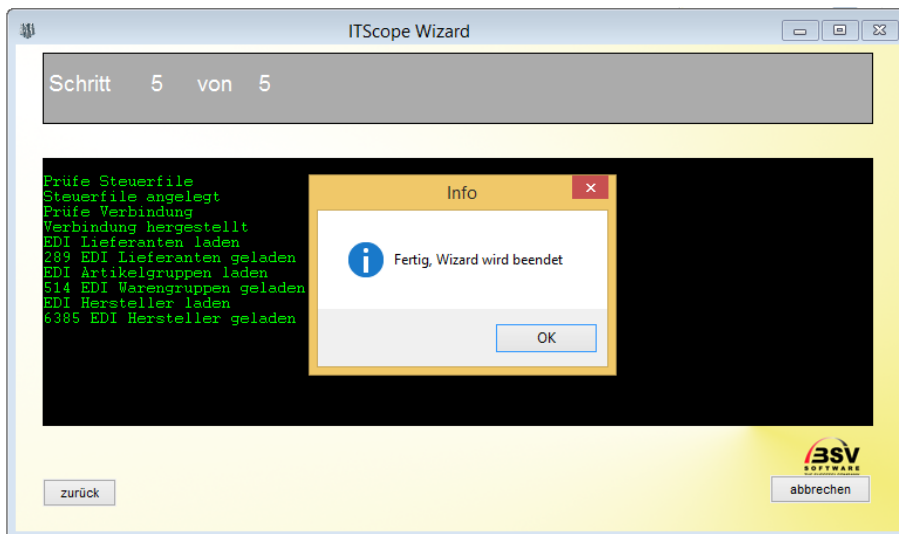 ITScope Wizard
Schritt 5 von 5
Prüfe Steuerfile
Steuerfile angelegt
Prüfe Verbindung
Verbindung hergestellt
EDI Lieferanten laden
289 EDI Lieferanten geladen
EDI Artikelgruppen laden
514 EDI Warengruppen geladen
EDI Hersteller laden
6385 EDI Hersteller geladen
Info
Fertig, Wizard wird beendet
OK
BSV
SOFTWARE
zurück
abbrechen